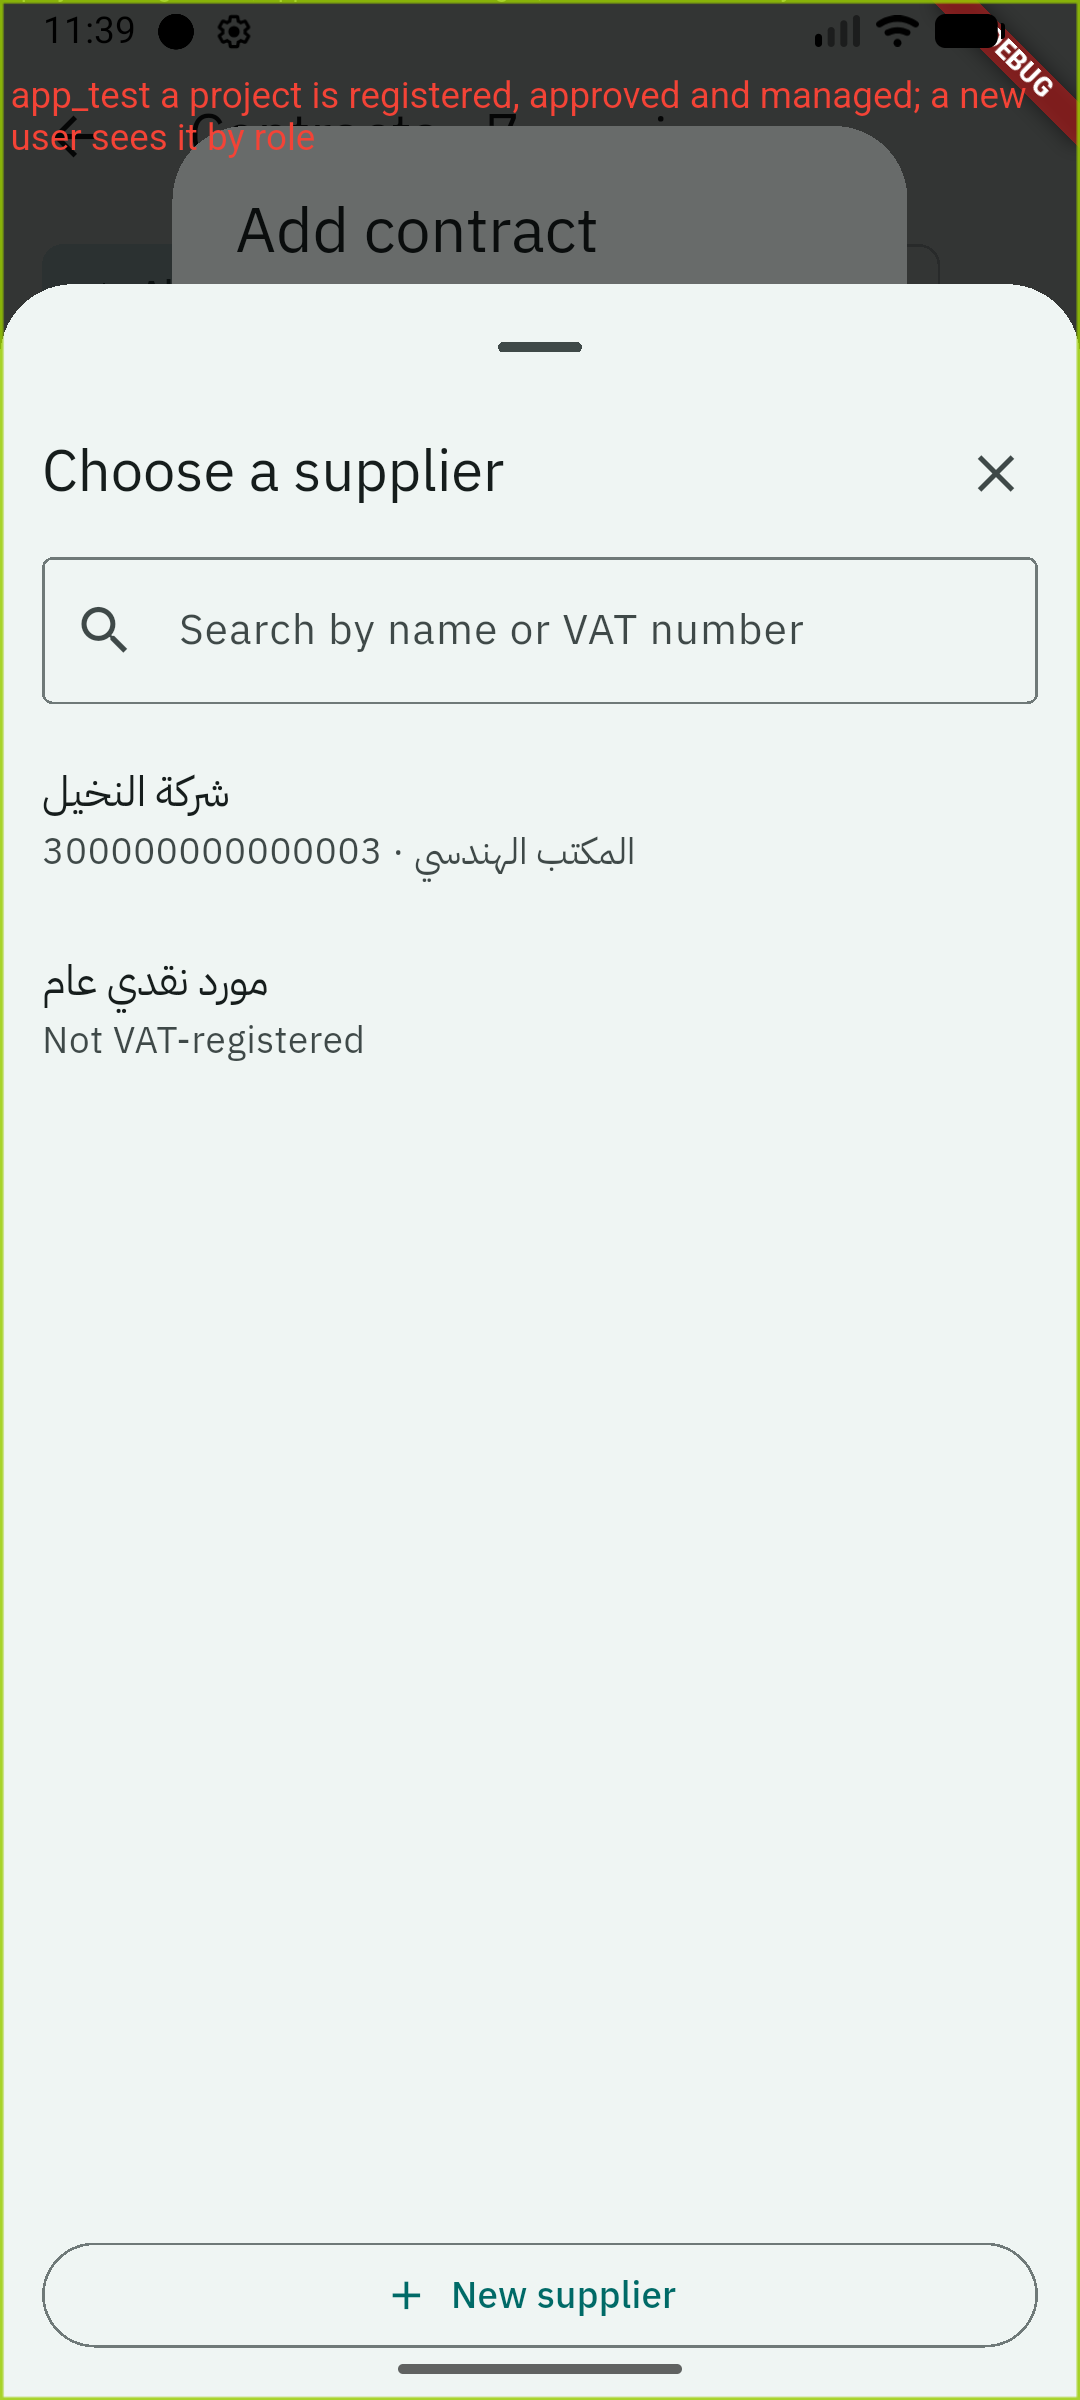 11:39
DEBUG
app_test a project is registered, approved and managed; a new
user sees it by role
Add contract
Choose a supplier
Search by name or VAT number
شركة النخيل
300000000000003 · المكتب الهندسي
مورد نقدي عام
Not VAT-registered
New supplier